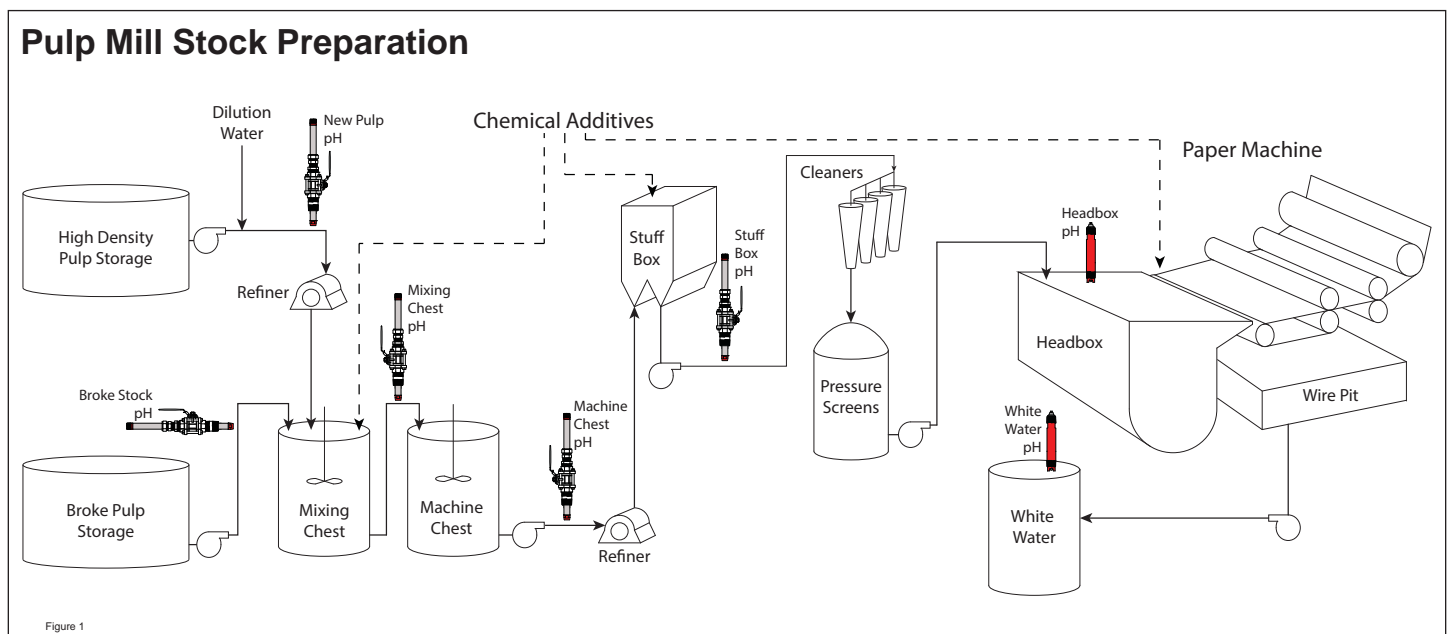 Pulp Mill Stock Preparation
Dilution
Water
New Pulp
pH
Chemical Additives
Paper Machine
High Density
Pulp Storage
Refiner
Mixing
Chest
pH
Stuff
Box
Stuff
Box
pH
Cleaners
Headbox
pH
Headbox
Wire Pit
Broke Stock
pH
Broke Pulp
Storage
Mixing
Chest
Machine
Chest
Machine
Chest
pH
Refiner
Pressure
Screens
White
Water
pH
White
Water
Figure 1